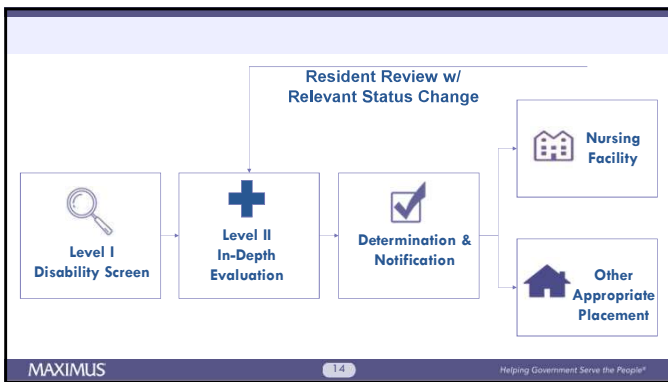 Resident Review w/
Relevant Status Change
Level I
Disability Screen
Level II
In-Depth
Evaluation
Determination &
Notification
Nursing
Facility
Other
Appropriate
Placement
MAXIMUS
14
Helping Government Serve the People®